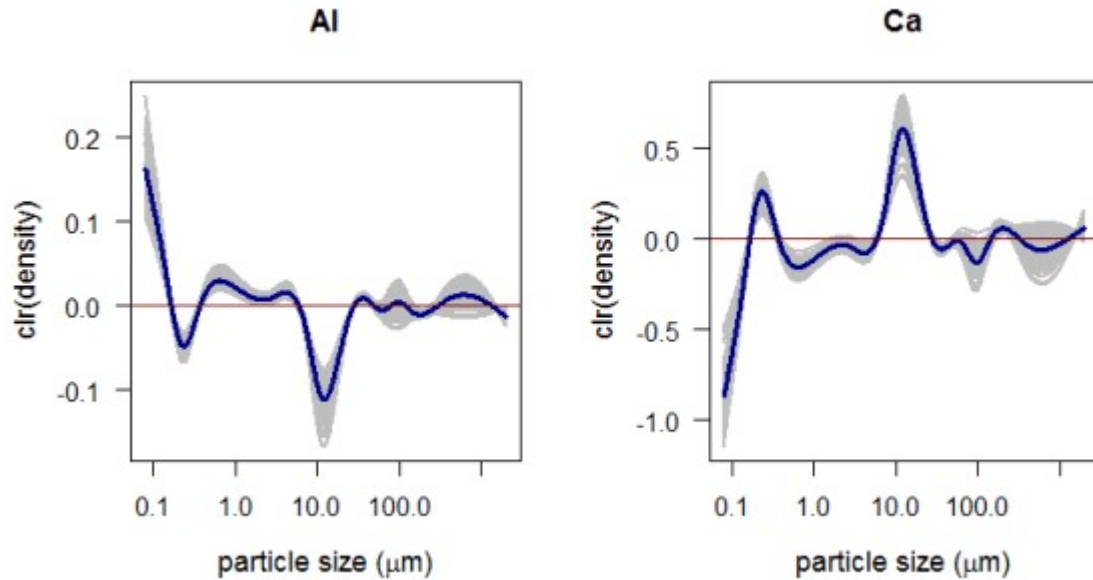 Al
clr(density)
0.2
0.1
0.0
-0.1
0.1 1.0 10.0 100.0
particle size (μm)
Ca
clr(density)
0.5
0.0
-0.5
-1.0
0.1 1.0 10.0 100.0
particle size (μm)